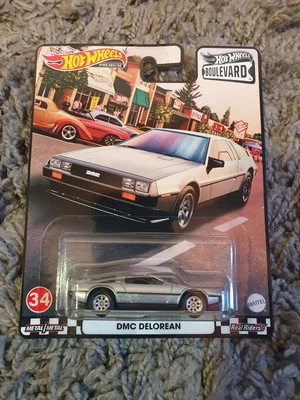 Hot Wheels
PREMIUM
Hot Wheels
BOULEVARD
DMC
34
METAL/METAL
DMC DELOREAN
MATTEL
Real Riders